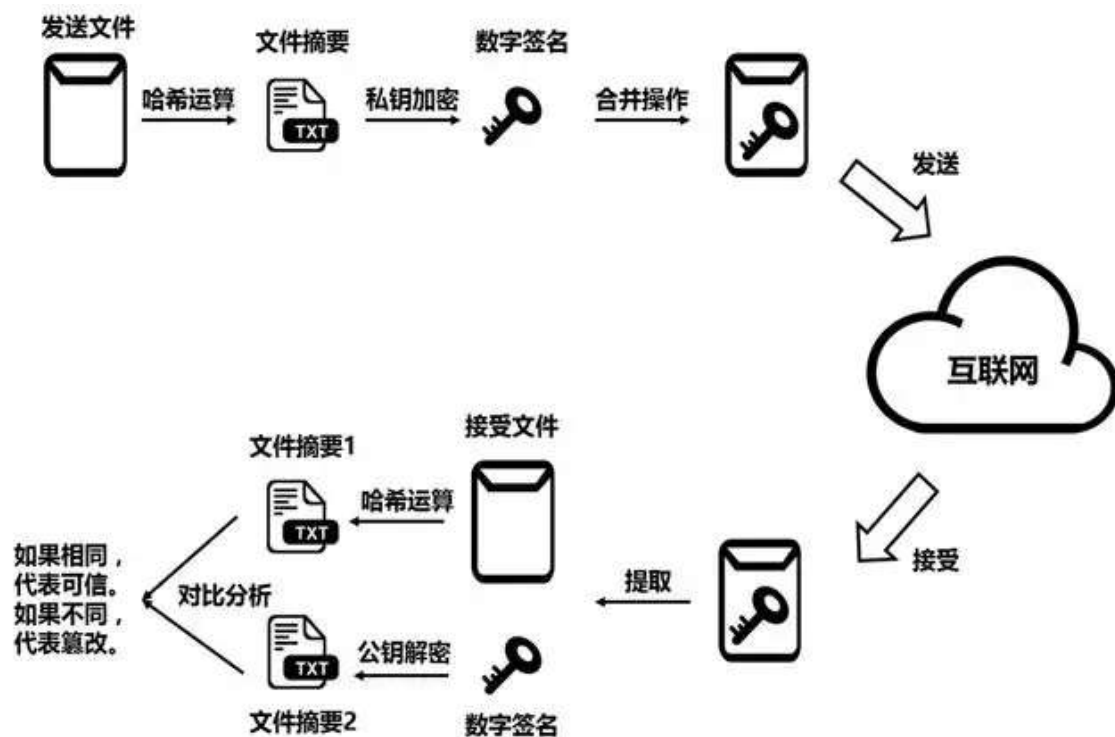 发送文件
文件摘要
数字签名
哈希运算
TXT
私钥加密
合并操作
发送
互联网
接受
接受文件
文件摘要1
哈希运算
TXT
提取
如果相同，
代表可信。
如果不同，
代表篡改。
对比分析
公钥解密
TXT
文件摘要2
数字签名